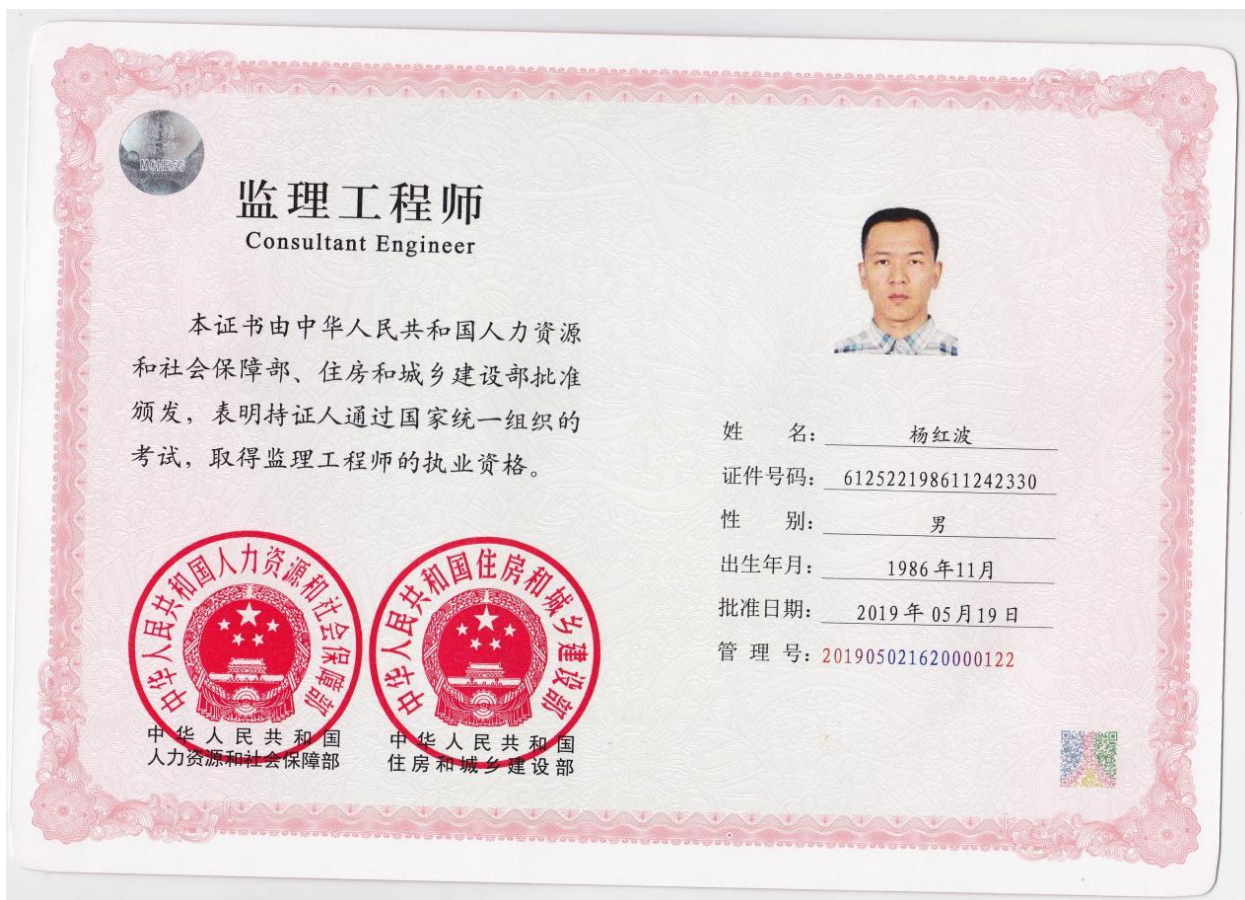 MOHRSS
监理工程师
Consultant Engineer
本证书由中华人民共和国人力资源
和社会保障部、住房和城乡建设部批准
颁发，表明持证人通过国家统一组织的
考试，取得监理工程师的执业资格。
中华人民共和国人力资源和社会保障部
中华人民共和国住房和城乡建设部
中华人民共和国
人力资源和社会保障部
中华人民共和国
住房和城乡建设部
姓 名：杨红波
证件号码：612522198611242330
性 别：男
出生年月：1986年11月
批准日期：2019年05月19日
管 理 号：201905021620000122